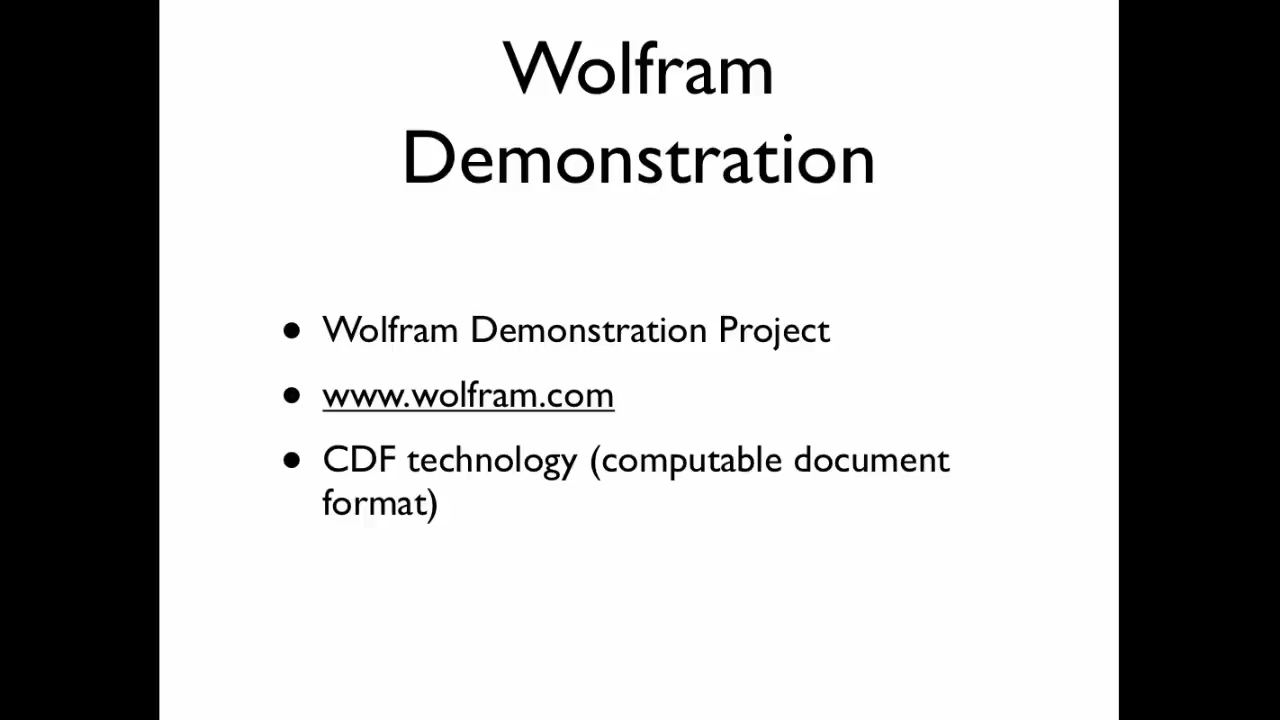 Wolfram
Demonstration
• Wolfram Demonstration Project
• www.wolfram.com
• CDF technology (computable document
format)